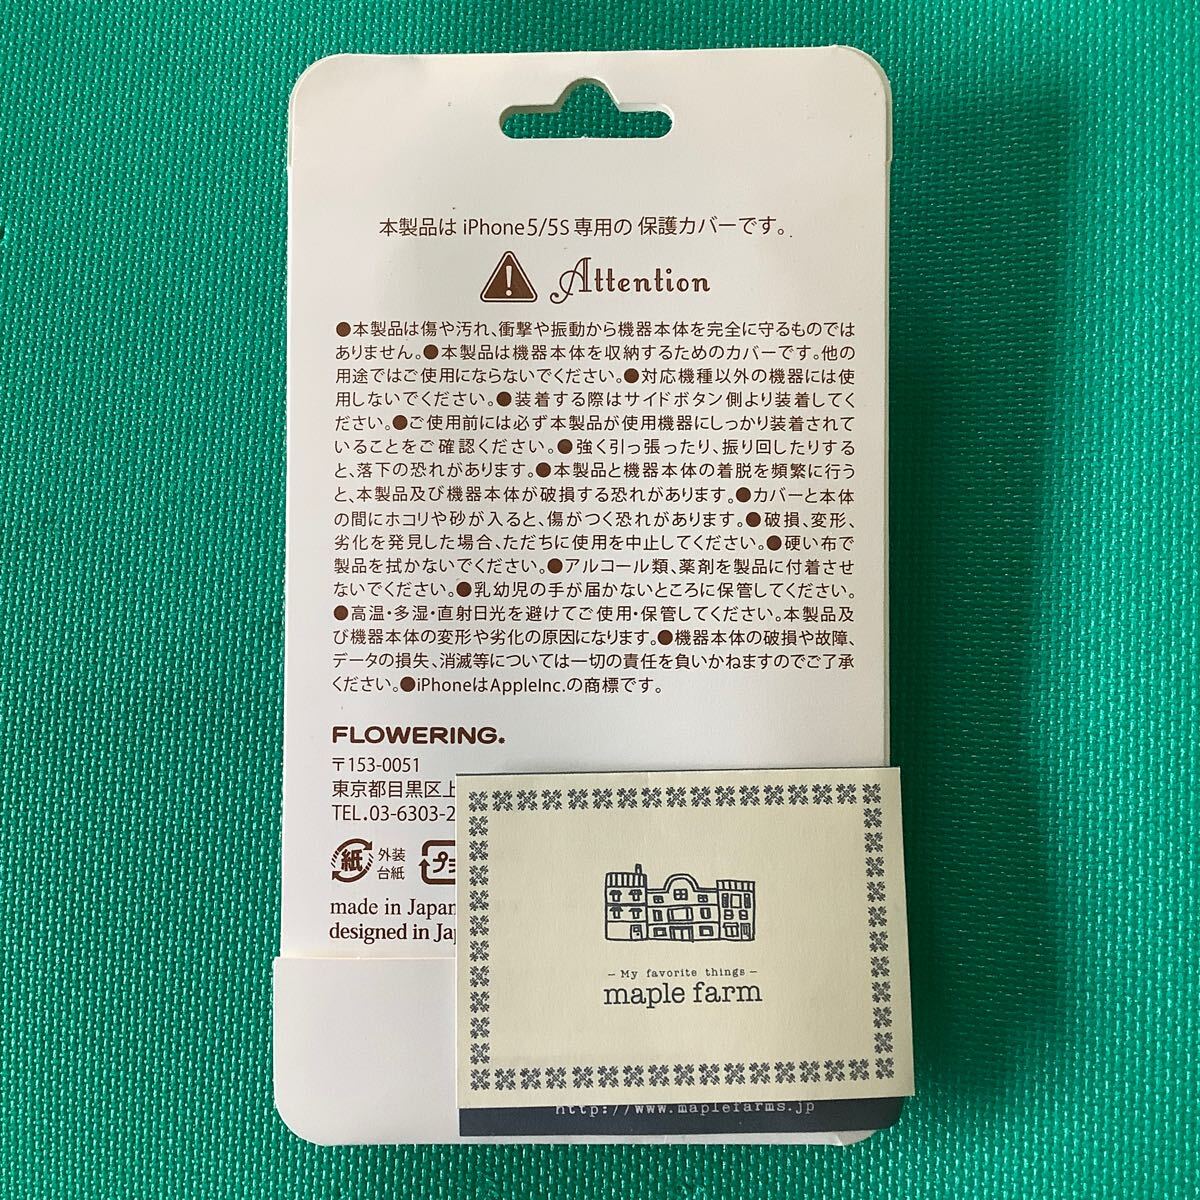 本製品は iPhone5/5S 専用の 保護カバーです。
Attention
●本製品は傷や汚れ、衝撃や振動から機器本体を完全に守るものでは
ありません。●本製品は機器本体を収納するためのカバーです。他の
用途ではご使用にならないでください。●対応機種以外の機器には使
用しないでください。●装着する際はサイドボタン側より装着してく
ださい。●ご使用前には必ず本製品が使用機器にしっかり装着されて
いることをご確認ください。●強く引っ張ったり、振り回したりする
と、落下の恐れがあります。●本製品と機器本体の着脱を頻繁に行う
と、本製品及び機器本体が破損する恐れがあります。●カバーと本体
の間にホコリや砂が入ると、傷がつく恐れがあります。●破損、変形、
劣化を発見した場合、ただちに使用を中止してください。●硬い布で
製品を拭かないでください。●アルコール類、薬剤を製品に付着させ
ないでください。●乳幼児の手が届かないところに保管してください。
●高温・多湿・直射日光を避けてご使用・保管してください。本製品及
び機器本体の変形や劣化の原因になります。●機器本体の破損や故障、
データの損失、消滅等については一切の責任を負いかねますのでご了承
ください。●iPhoneはAppleInc.の商標です。
FLOWERING.
〒153-0051
東京都目黒区上
TEL.03-6303-2
紙 外装
台紙
プラ
made in Japan
designed in Jap
– My favorite things –
maple farm
http://www.maplefarms.jp